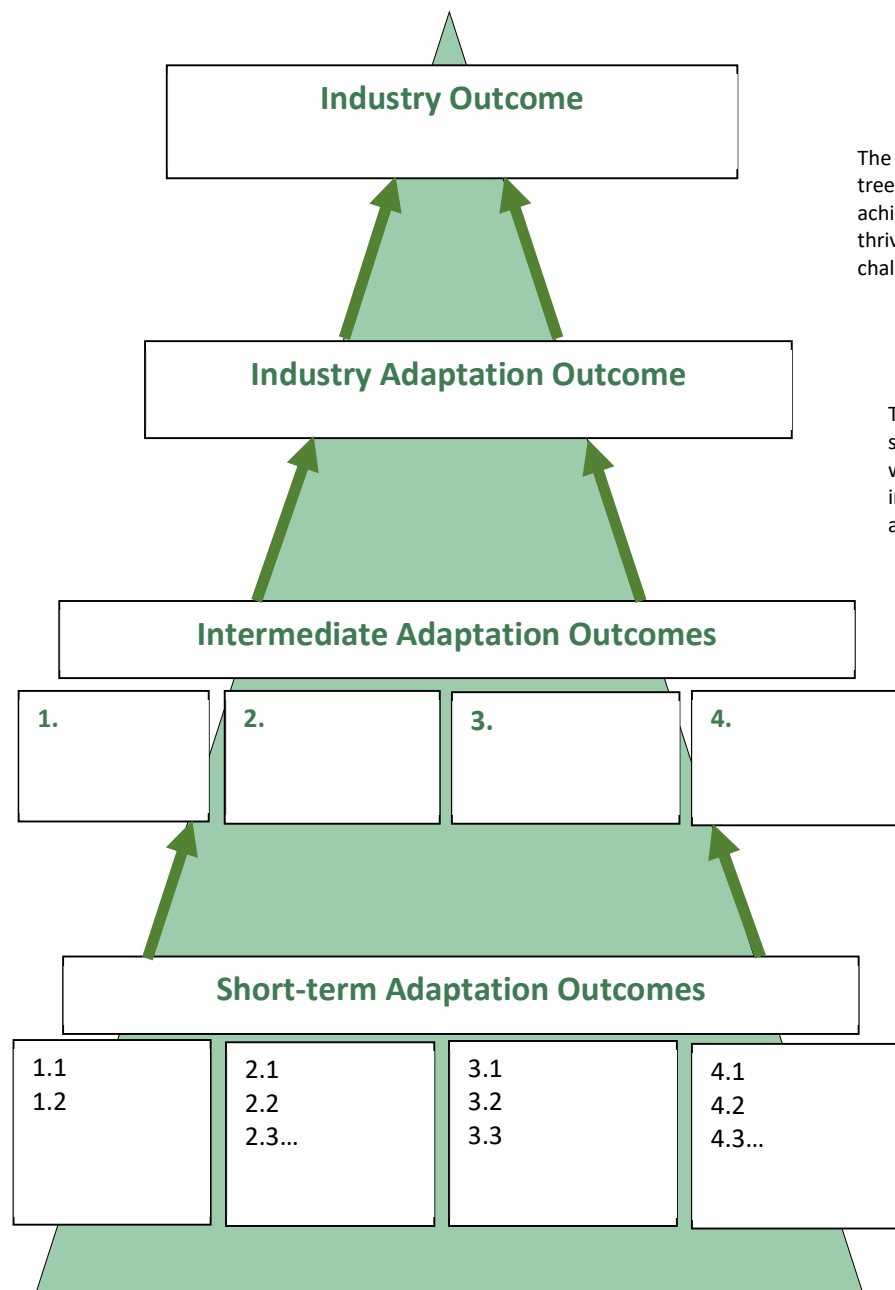 Industry Outcome
The
tree
achi
thriv
chal
Industry Adaptation Outcome
T
s
v
i
a
Intermediate Adaptation Outcomes
1.
2.
3.
4.
Short-term Adaptation Outcomes
1.1
1.2
2.1
2.2
2.3...
3.1
3.2
3.3
4.1
4.2
4.3...